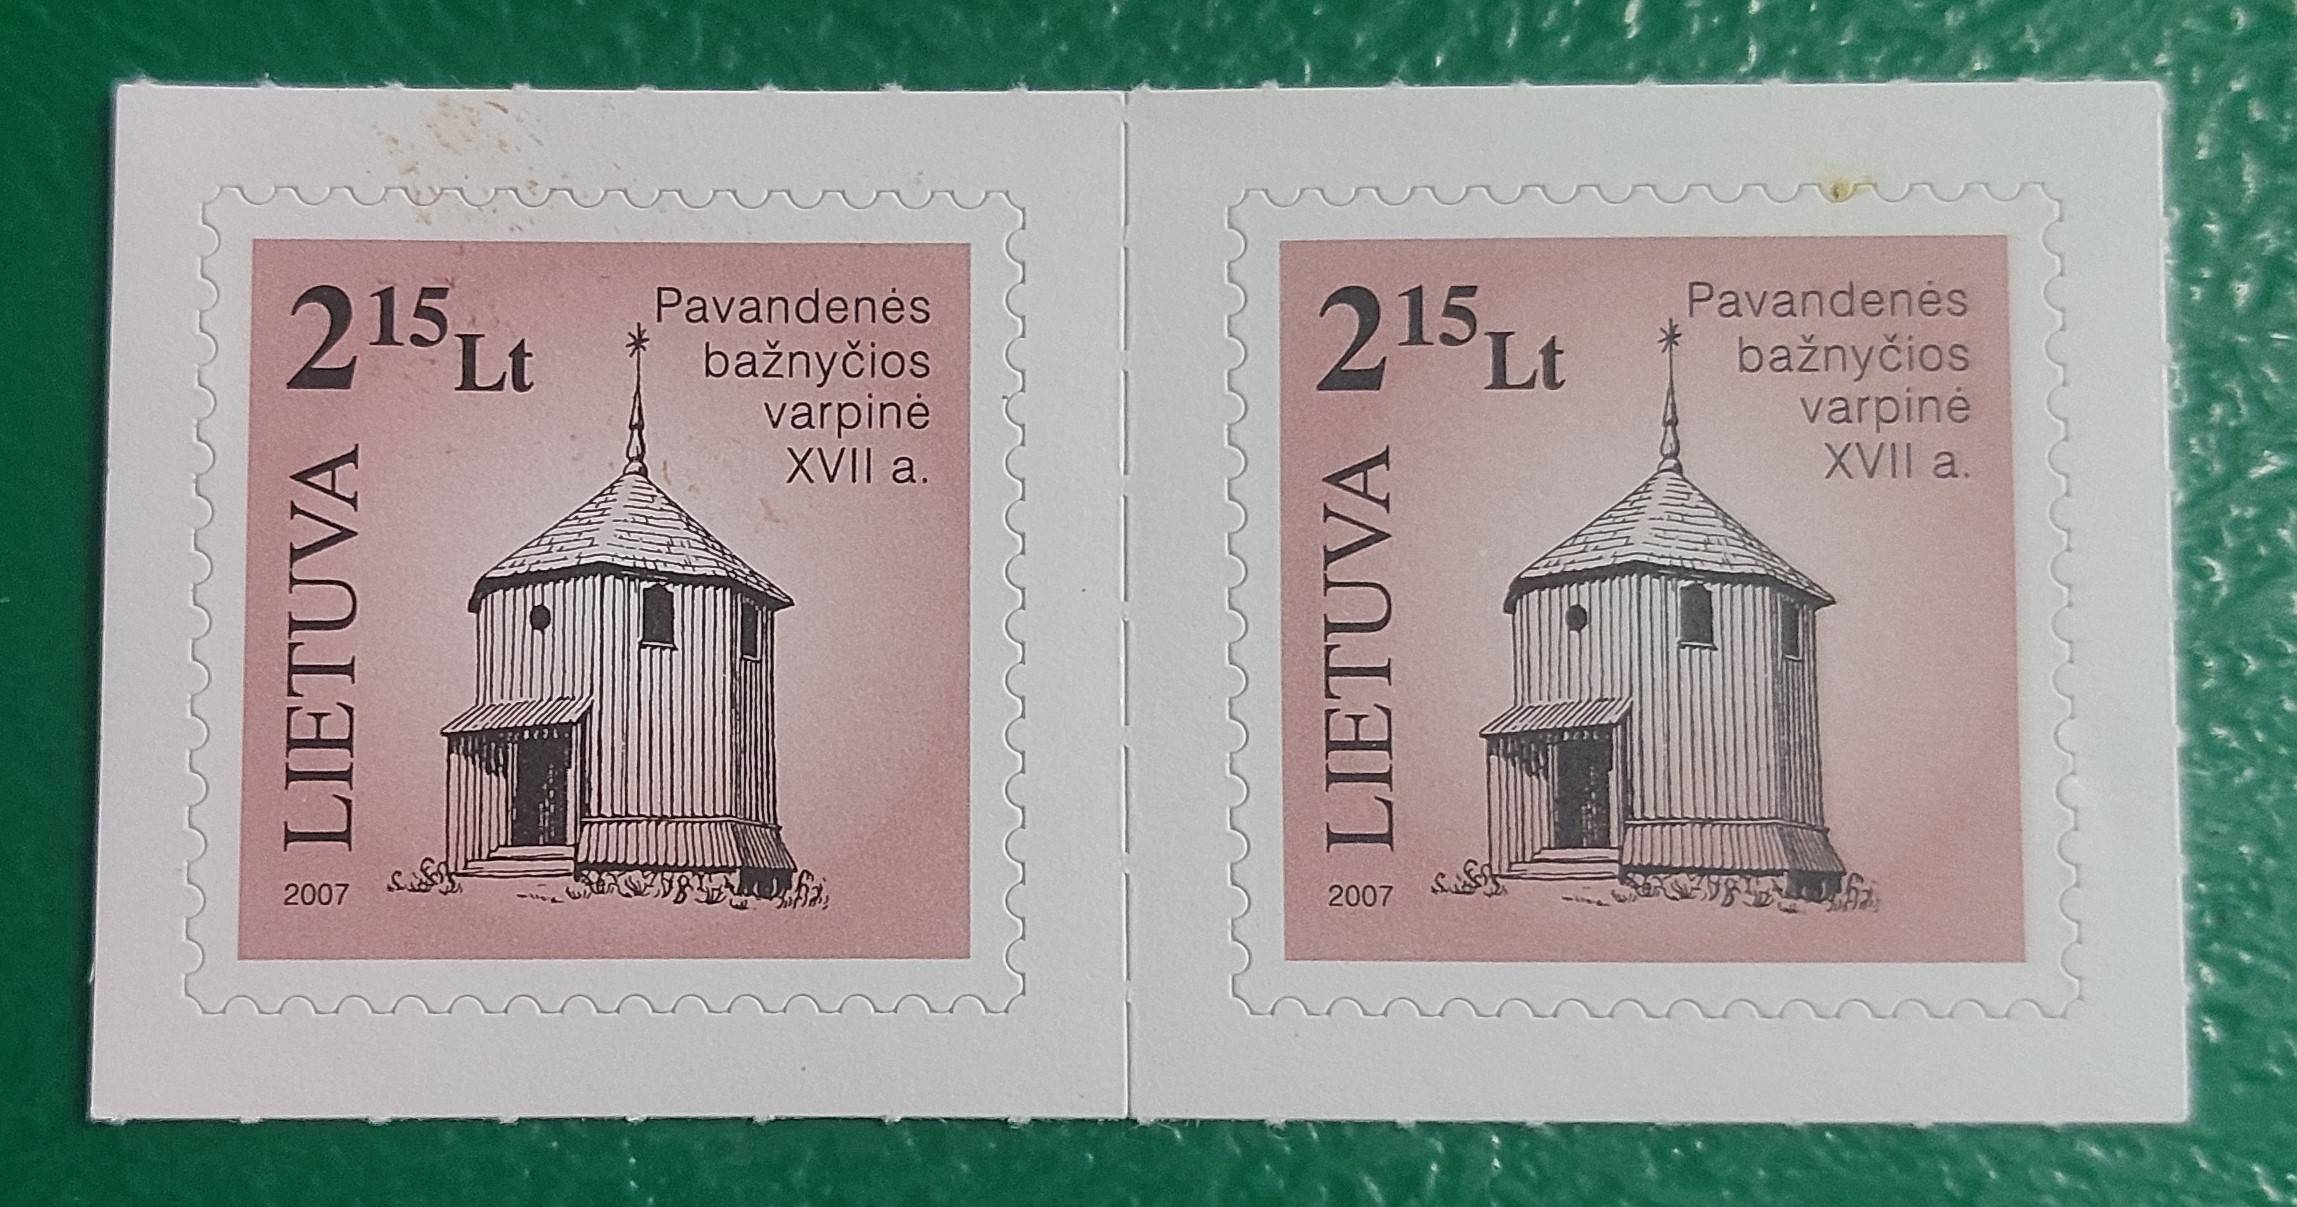 2 15 Lt
Pavandenės
bažnyčios
varpinė
XVII a.
LIETUVA
2007
2 15 Lt
Pavandenės
bažnyčios
varpinė
XVII a.
LIETUVA
2007